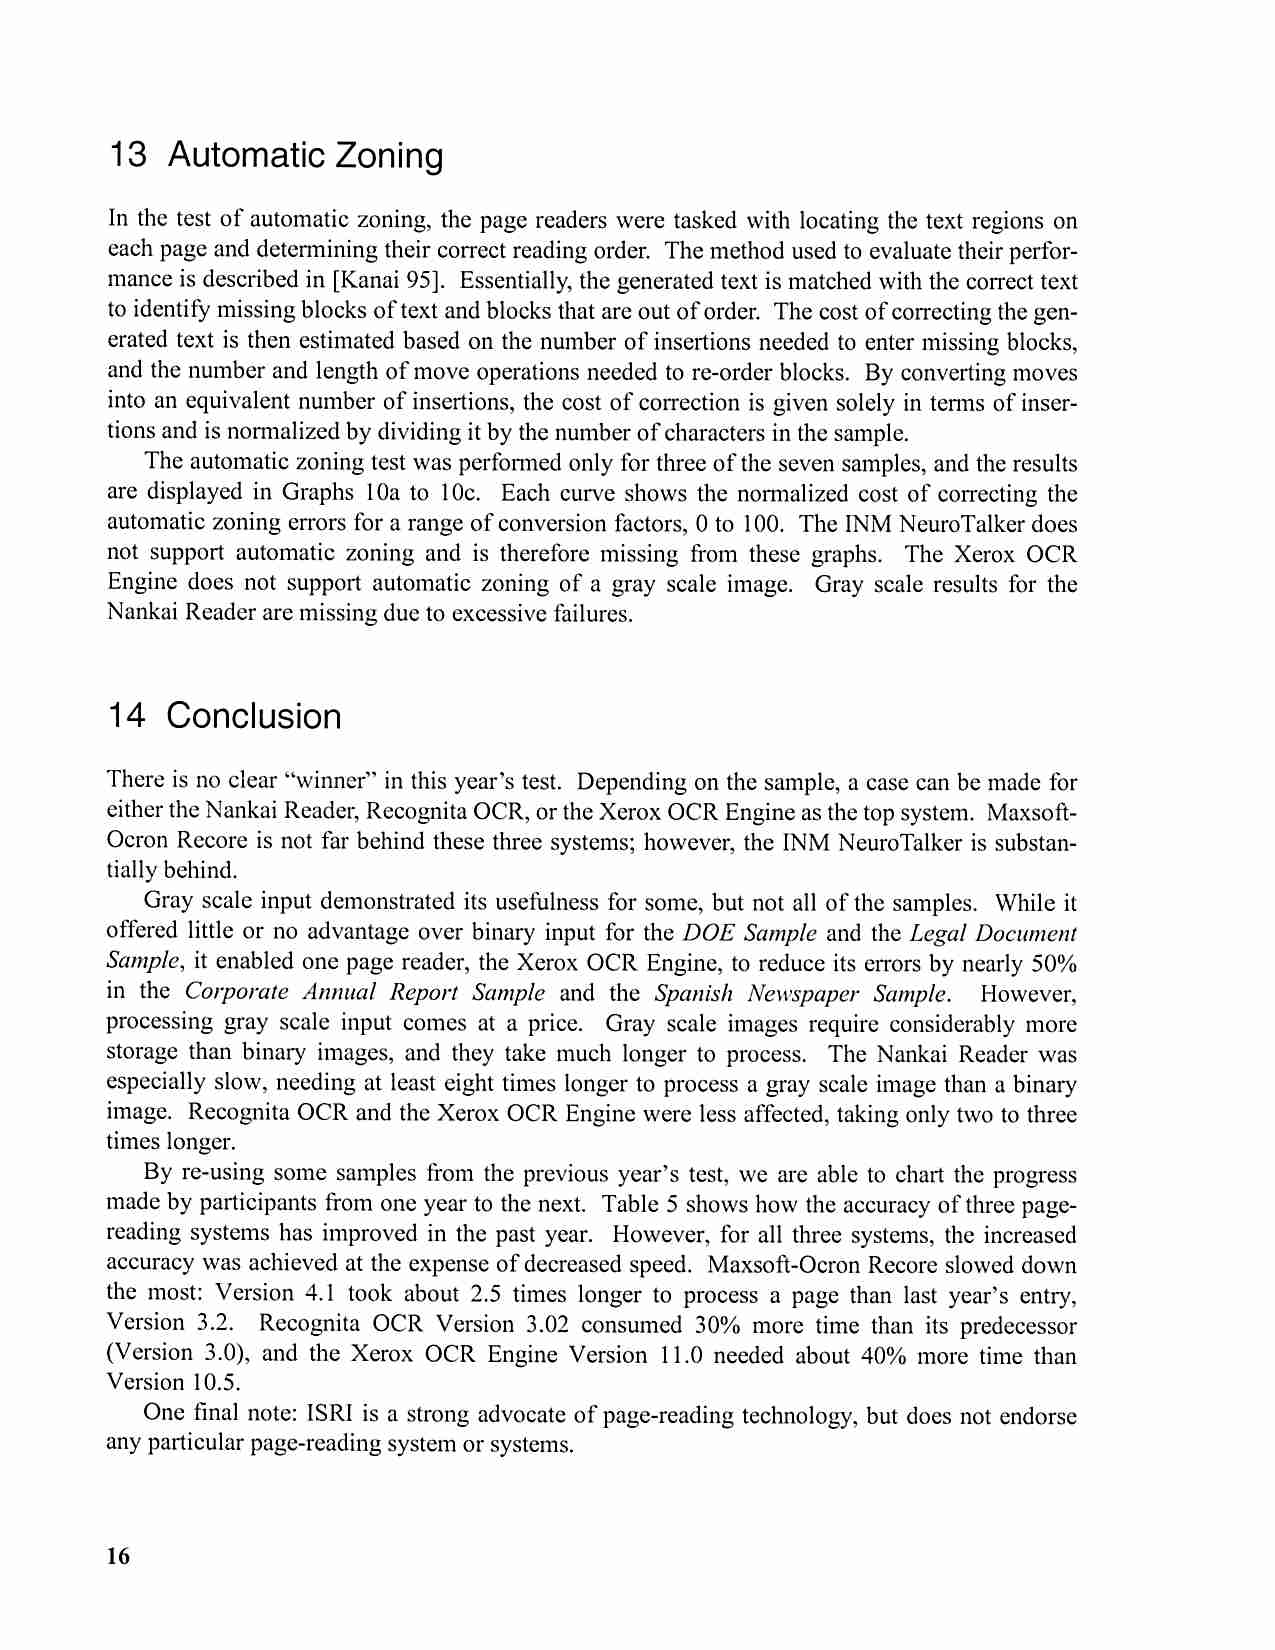 13 Automatic Zoning
In the test of automatic zoning, the page readers were tasked with locating the text regions on
each page and determining their correct reading order. The method used to evaluate their perfor-
mance is described in [Kanai 95]. Essentially, the generated text is matched with the correct text
to identify missing blocks of text and blocks that are out of order. The cost of correcting the gen-
erated text is then estimated based on the number of insertions needed to enter missing blocks,
and the number and length of move operations needed to re-order blocks. By converting moves
into an equivalent number of insertions, the cost of correction is given solely in terms of inser-
tions and is normalized by dividing it by the number of characters in the sample.
The automatic zoning test was performed only for three of the seven samples, and the results
are displayed in Graphs 10a to 10c. Each curve shows the normalized cost of correcting the
automatic zoning errors for a range of conversion factors, 0 to 100. The INM NeuroTalker does
not support automatic zoning and is therefore missing from these graphs. The Xerox OCR
Engine does not support automatic zoning of a gray scale image. Gray scale results for the
Nankai Reader are missing due to excessive failures.
14 Conclusion
There is no clear “winner” in this year’s test. Depending on the sample, a case can be made for
either the Nankai Reader, Recognita OCR, or the Xerox OCR Engine as the top system. Maxsoft-
Ocron Recore is not far behind these three systems; however, the INM NeuroTalker is substan-
tially behind.
Gray scale input demonstrated its usefulness for some, but not all of the samples. While it
offered little or no advantage over binary input for the DOE Sample and the Legal Document
Sample, it enabled one page reader, the Xerox OCR Engine, to reduce its errors by nearly 50%
in the Corporate Annual Report Sample and the Spanish Newspaper Sample. However,
processing gray scale input comes at a price. Gray scale images require considerably more
storage than binary images, and they take much longer to process. The Nankai Reader was
especially slow, needing at least eight times longer to process a gray scale image than a binary
image. Recognita OCR and the Xerox OCR Engine were less affected, taking only two to three
times longer.
By re-using some samples from the previous year’s test, we are able to chart the progress
made by participants from one year to the next. Table 5 shows how the accuracy of three page-
reading systems has improved in the past year. However, for all three systems, the increased
accuracy was achieved at the expense of decreased speed. Maxsoft-Ocron Recore slowed down
the most: Version 4.1 took about 2.5 times longer to process a page than last year’s entry,
Version 3.2. Recognita OCR Version 3.02 consumed 30% more time than its predecessor
(Version 3.0), and the Xerox OCR Engine Version 11.0 needed about 40% more time than
Version 10.5.
One final note: ISRI is a strong advocate of page-reading technology, but does not endorse
any particular page-reading system or systems.
16